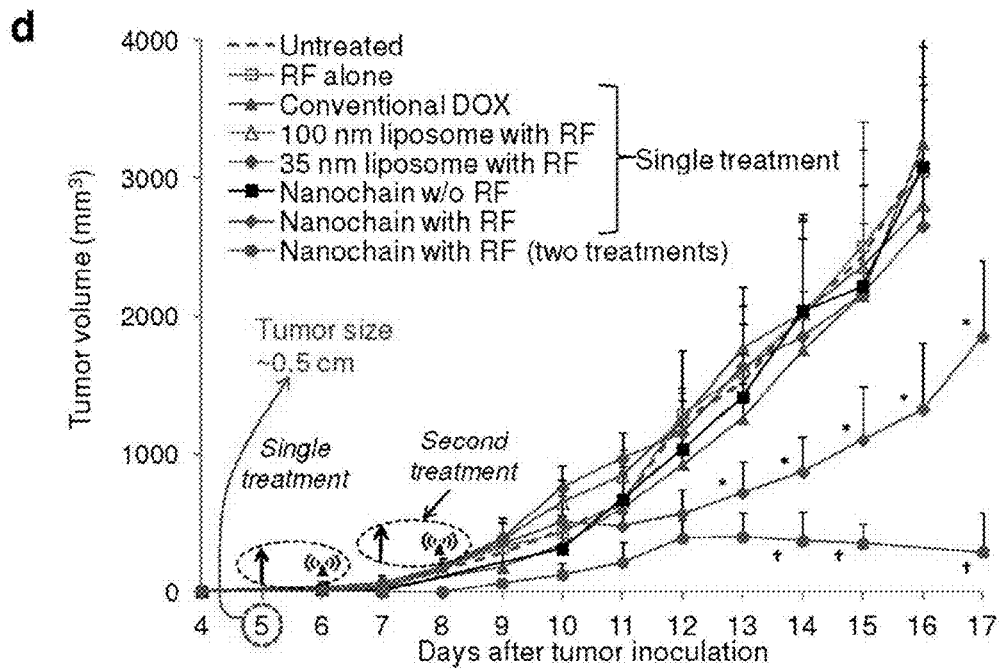 d
4000
3000
2000
1000
0
Tumor volume (mm³)
Untreated
RF alone
Conventional DOX
100 nm liposome with RF
35 nm liposome with RF
Nanochain w/o RF
Nanochain with RF
Nanochain with RF (two treatments)
Single treatment
Tumor size
~0.5 cm
Single
treatment
Second
treatment
* * * * *
† † †
4 5 6 7 8 9 10 11 12 13 14 15 16 17
Days after tumor inoculation